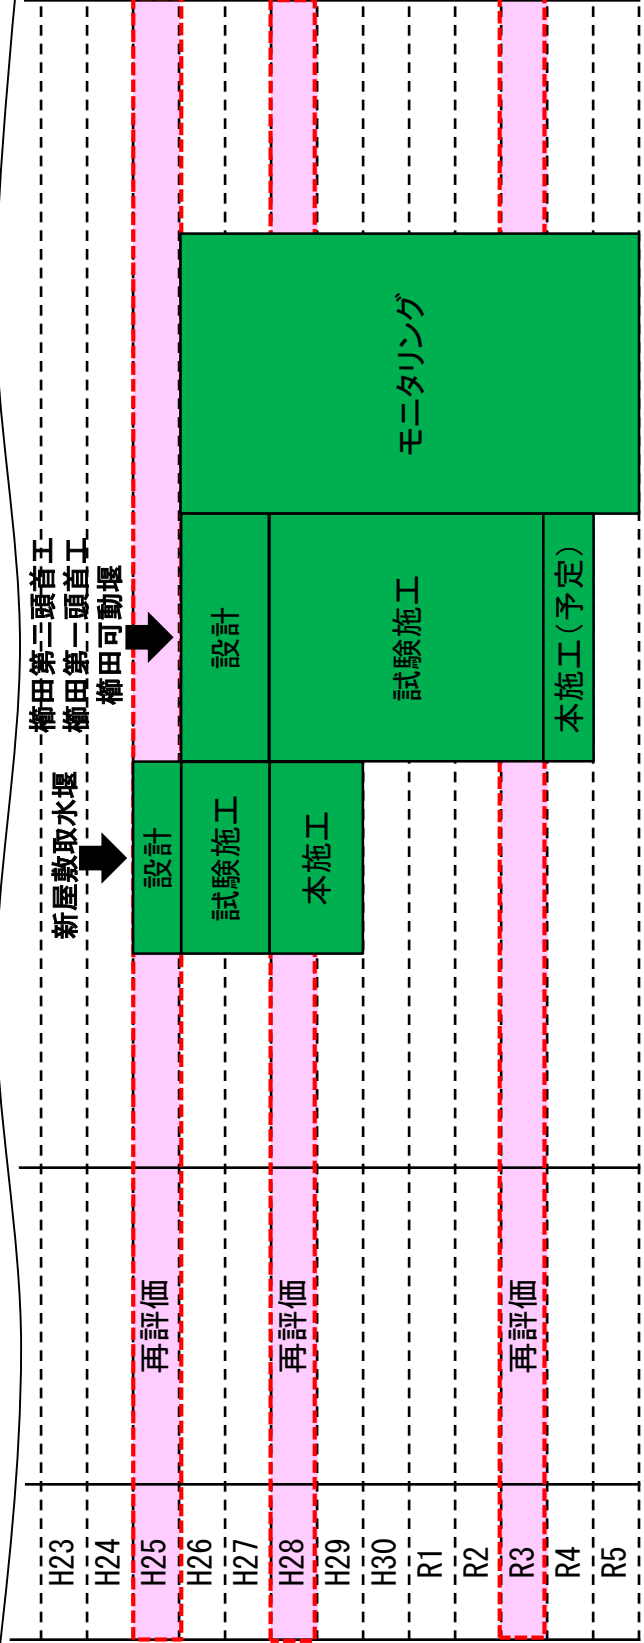 H23
H24
H25
H26
H27
H28
H29
H30
R1
R2
R3
R4
R5
再評価
再評価
再評価
新屋敷取水堰
設計
試験施工
本施工
櫛田第二頭首工
櫛田第一頭首工
櫛田可動堰
設計
試験施工
本施工(予定)
モニタリング